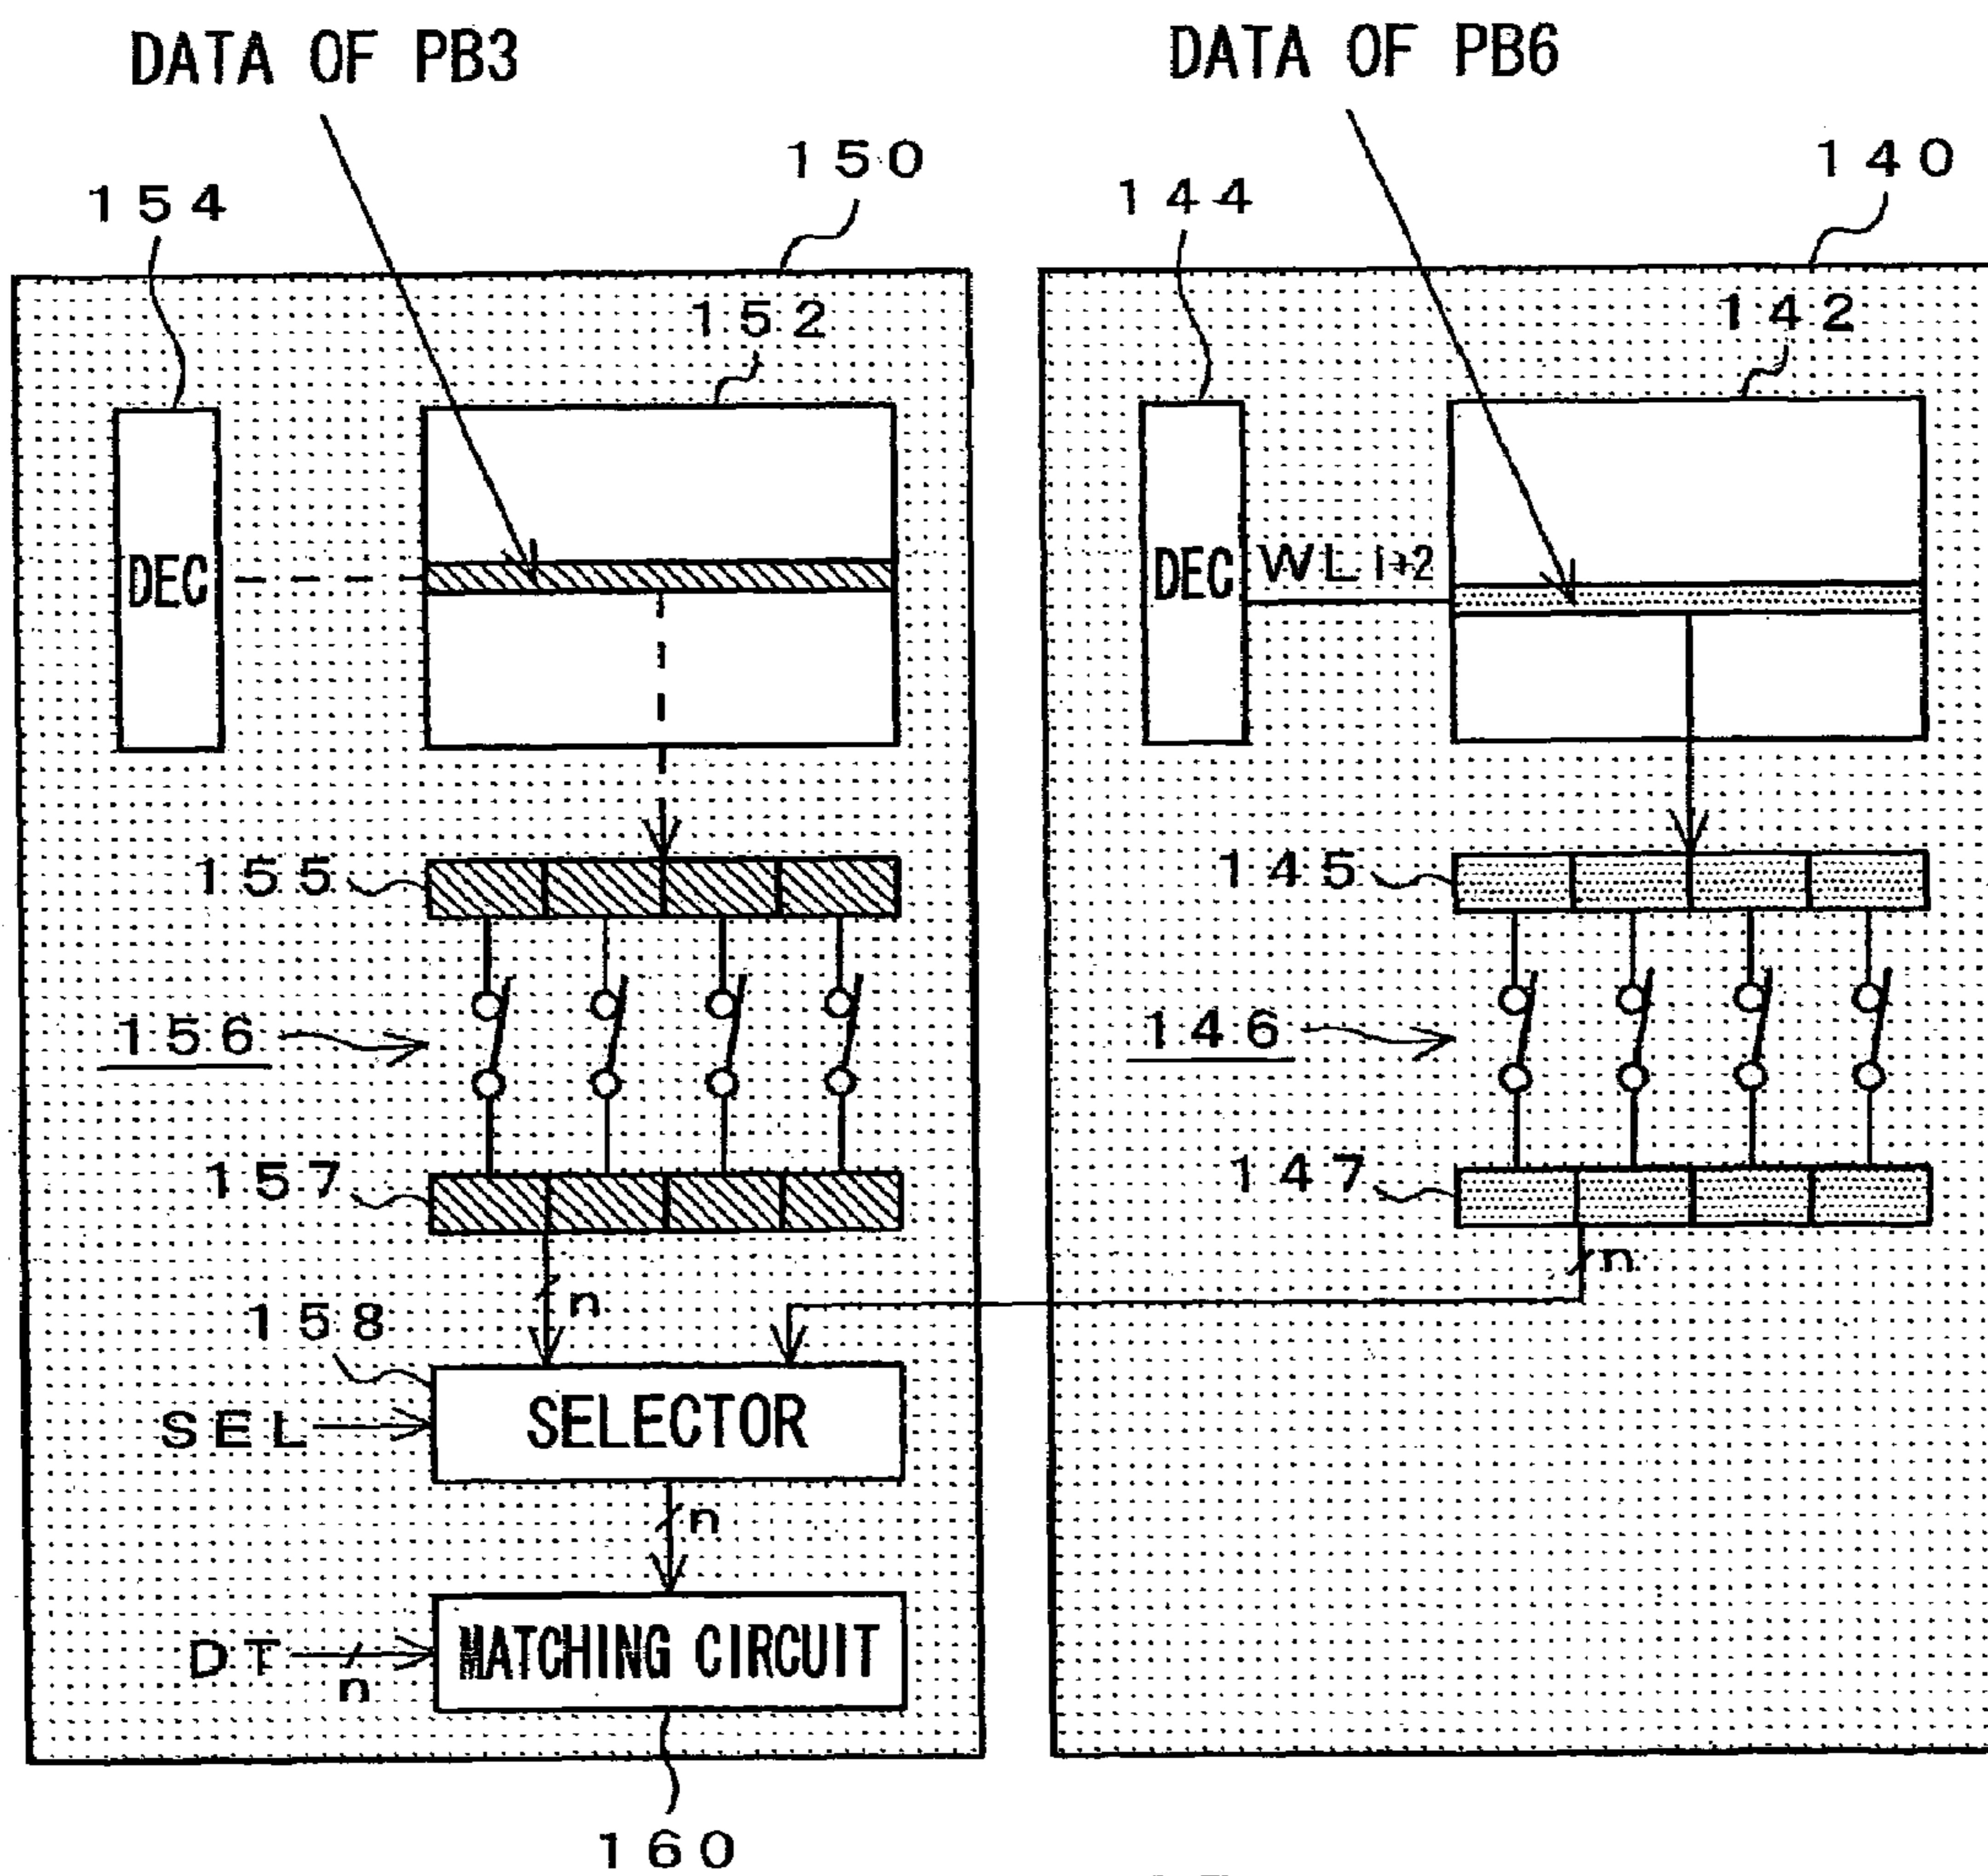 DATA OF PB3
DATA OF PB6
150
140
154
144
152
142
DEC
DEC
WL I+2
155
145
156
146
157
147
n
n
158
SEL
SELECTOR
n
DT
n
MATCHING CIRCUIT
160